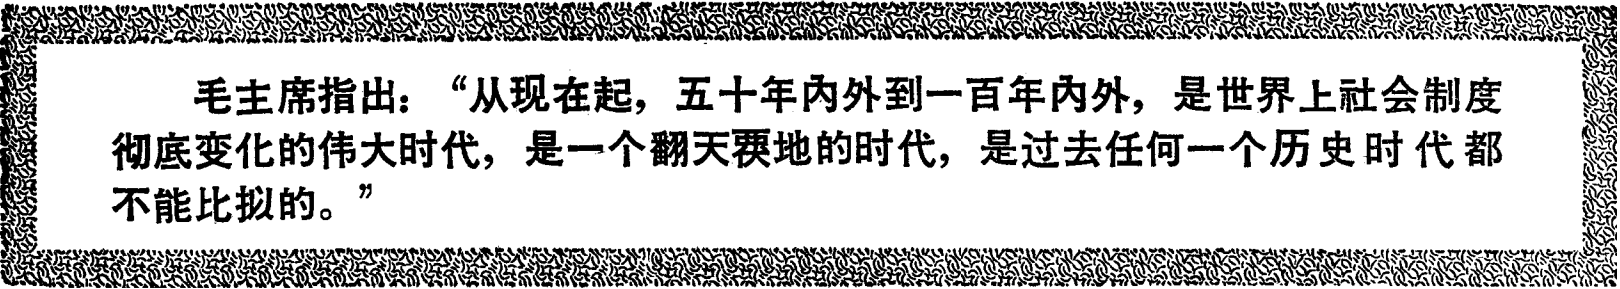 毛主席指出：“从现在起，五十年内外到一百年内外，是世界上社会制度
彻底变化的伟大时代，是一个翻天覆地的时代，是过去任何一个历史时代都
不能比拟的。”